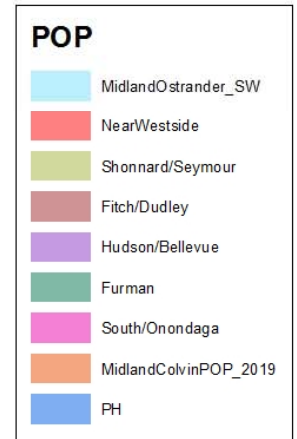 POP
MidlandOstrander_SW
NearWestside
Shonnard/Seymour
Fitch/Dudley
Hudson/Bellevue
Furman
South/Onondaga
MidlandColvinPOP_2019
PH